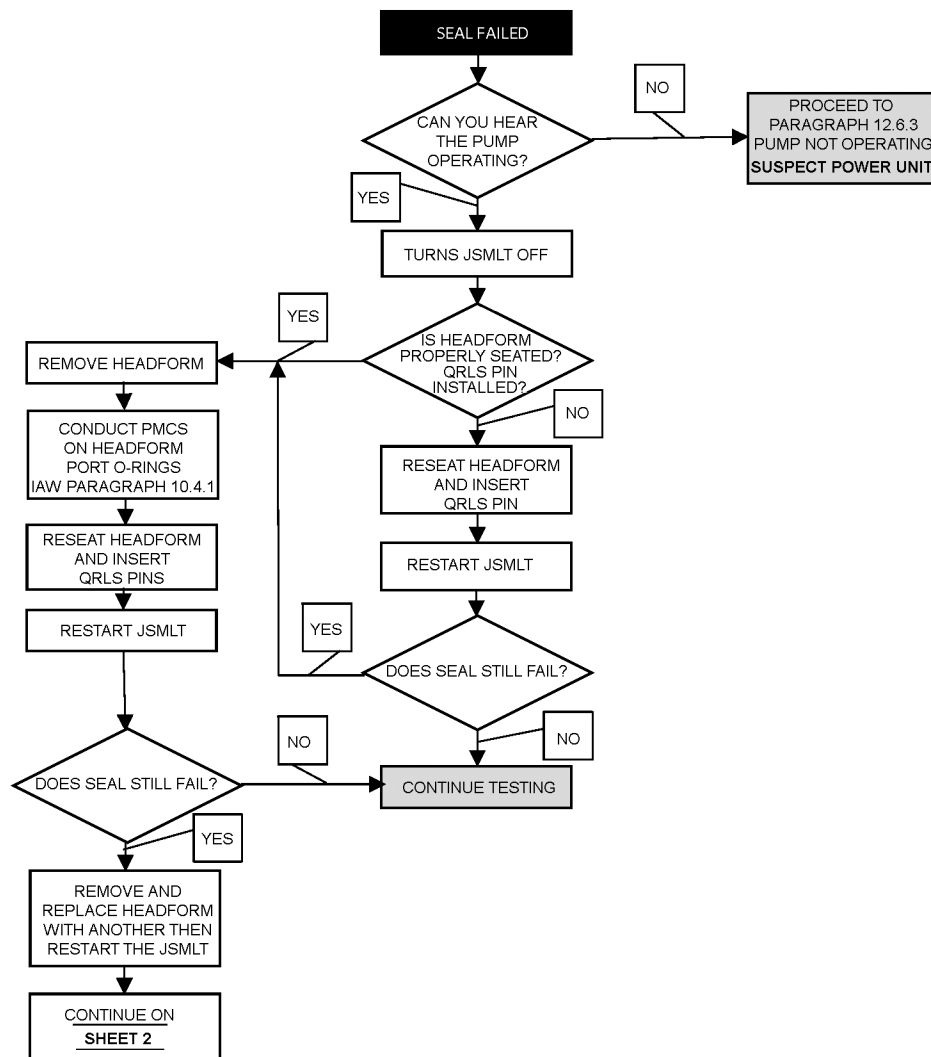 SEAL FAILED
CAN YOU HEAR
THE PUMP
OPERATING?
NO
PROCEED TO
PARAGRAPH 12.6.3
PUMP NOT OPERATING
SUSPECT POWER UNIT
YES
TURNS JSMLT OFF
IS HEADFORM
PROPERLY SEATED?
QRLS PIN
INSTALLED?
YES
REMOVE HEADFORM
CONDUCT PMCS
ON HEADFORM
PORT O-RINGS
IAW PARAGRAPH 10.4.1
RESEAT HEADFORM
AND INSERT
QRLS PINS
RESTART JSMLT
NO
RESEAT HEADFORM
AND INSERT
QRLS PIN
RESTART JSMLT
YES
DOES SEAL STILL FAIL?
NO
DOES SEAL STILL FAIL?
NO
CONTINUE TESTING
YES
REMOVE AND
REPLACE HEADFORM
WITH ANOTHER THEN
RESTART THE JSMLT
CONTINUE ON
SHEET 2